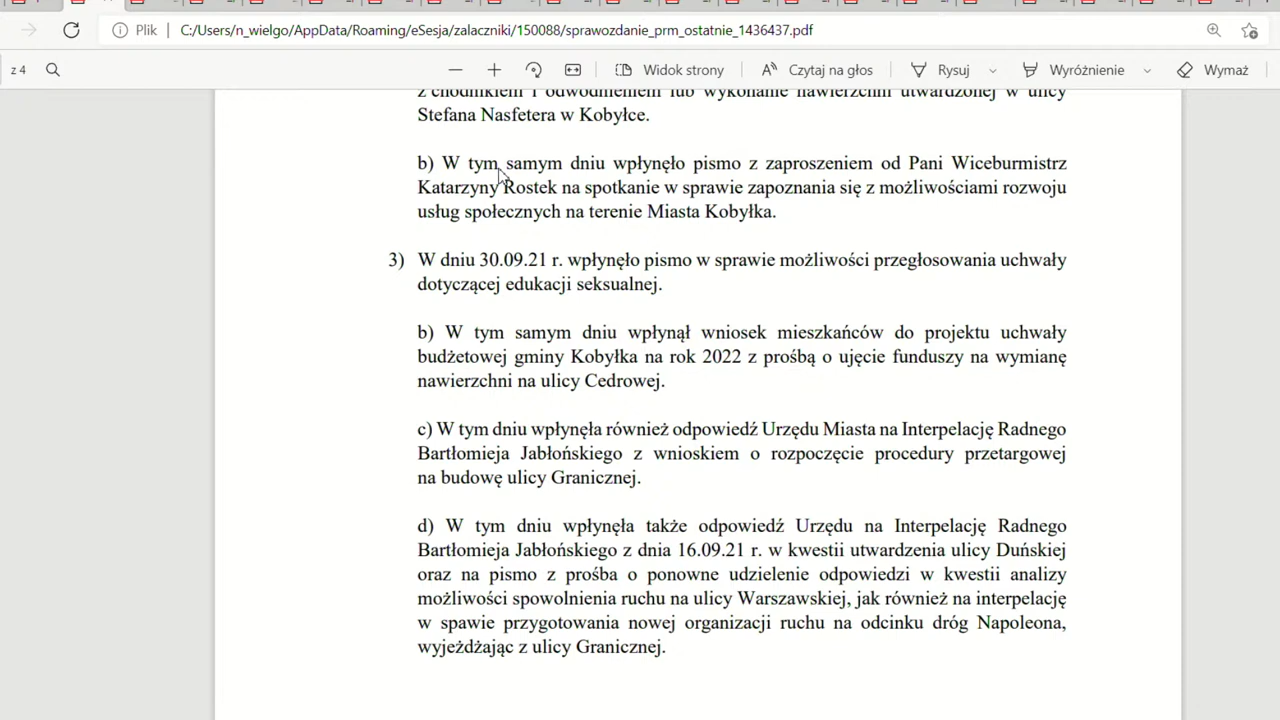 Plik
C:/Users/n_wielgo/AppData/Roaming/eSesja/zalaczniki/150088/sprawozdanie_prm_ostatnie_1436437.pdf
z 4
Widok strony
Czytaj na głos
Rysuj
Wyróżnienie
Wymaż
z chodnikiem i odwodnieniem lub wykonanie nawierzchni utwardzonej w ulicy
Stefana Nasfetera w Kobyłce.
b) W tym samym dniu wpłynęło pismo z zaproszeniem od Pani Wiceburmistrz
Katarzyny Rostek na spotkanie w sprawie zapoznania się z możliwościami rozwoju
usług społecznych na terenie Miasta Kobyłka.
3) W dniu 30.09.21 r. wpłynęło pismo w sprawie możliwości przegłosowania uchwały
dotyczącej edukacji seksualnej.
b) W tym samym dniu wpłynął wniosek mieszkańców do projektu uchwały
budżetowej gminy Kobyłka na rok 2022 z prośbą o ujęcie funduszy na wymianę
nawierzchni na ulicy Cedrowej.
c) W tym dniu wpłynęła również odpowiedź Urzędu Miasta na Interpelację Radnego
Bartłomieja Jabłońskiego z wnioskiem o rozpoczęcie procedury przetargowej
na budowę ulicy Granicznej.
d) W tym dniu wpłynęła także odpowiedź Urzędu na Interpelację Radnego
Bartłomieja Jabłońskiego z dnia 16.09.21 r. w kwestii utwardzenia ulicy Duńskiej
oraz na pismo z prośba o ponowne udzielenie odpowiedzi w kwestii analizy
możliwości spowolnienia ruchu na ulicy Warszawskiej, jak również na interpelację
w spawie przygotowania nowej organizacji ruchu na odcinku dróg Napoleona,
wyjeżdżając z ulicy Granicznej.